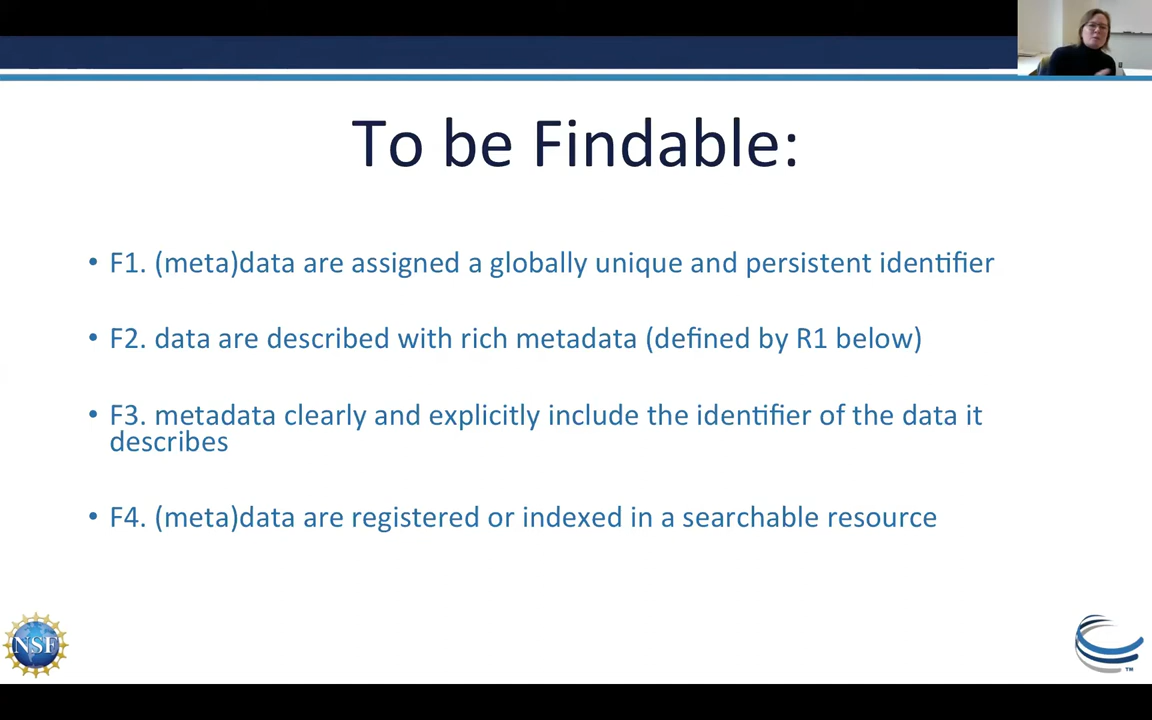 To be Findable:
• F1. (meta)data are assigned a globally unique and persistent identifier
• F2. data are described with rich metadata (defined by R1 below)
• F3. metadata clearly and explicitly include the identifier of the data it
describes
• F4. (meta)data are registered or indexed in a searchable resource
NSF
TM